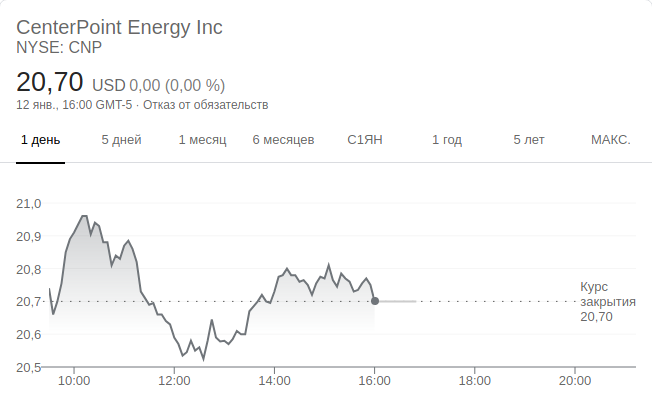 CenterPoint Energy Inc
NYSE: CNP
20,70 USD 0,00 (0,00 %)
12 янв., 16:00 GMT-5 · Отказ от обязательств
1 день 5 дней 1 месяц 6 месяцев С1ЯН 1 год 5 лет МАКС.
21,0
20,9
20,8
20,7
20,6
20,5
Курс
закрытия
20,70
10:00 12:00 14:00 16:00 18:00 20:00